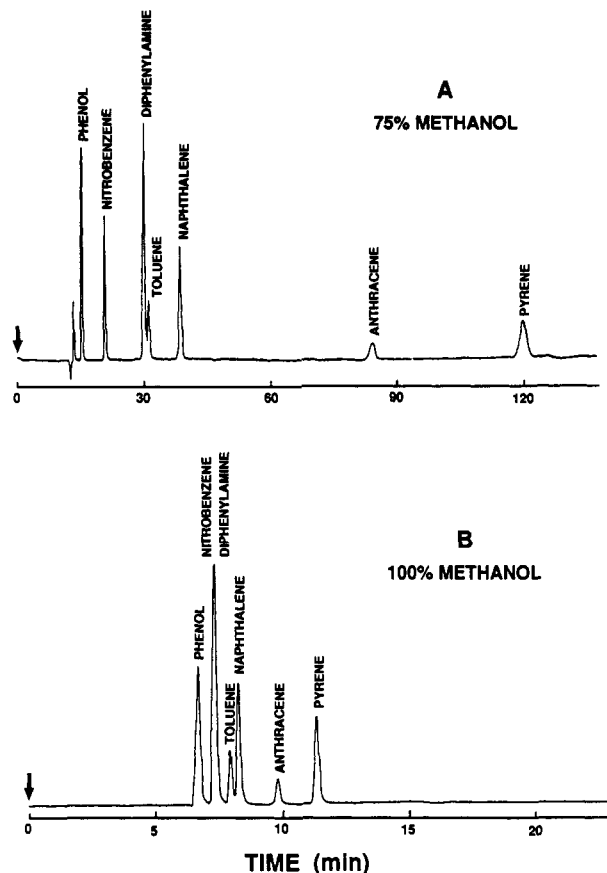 A
75% METHANOL
PHENOL
NITROBENZENE
DIPHENYLAMINE
TOLUENE
NAPHTHALENE
ANTHRACENE
PYRENE
0 30 60 90 120
B
100% METHANOL
PHENOL
NITROBENZENE
DIPHENYLAMINE
TOLUENE
NAPHTHALENE
ANTHRACENE
PYRENE
0 5 10 15 20
TIME (min)